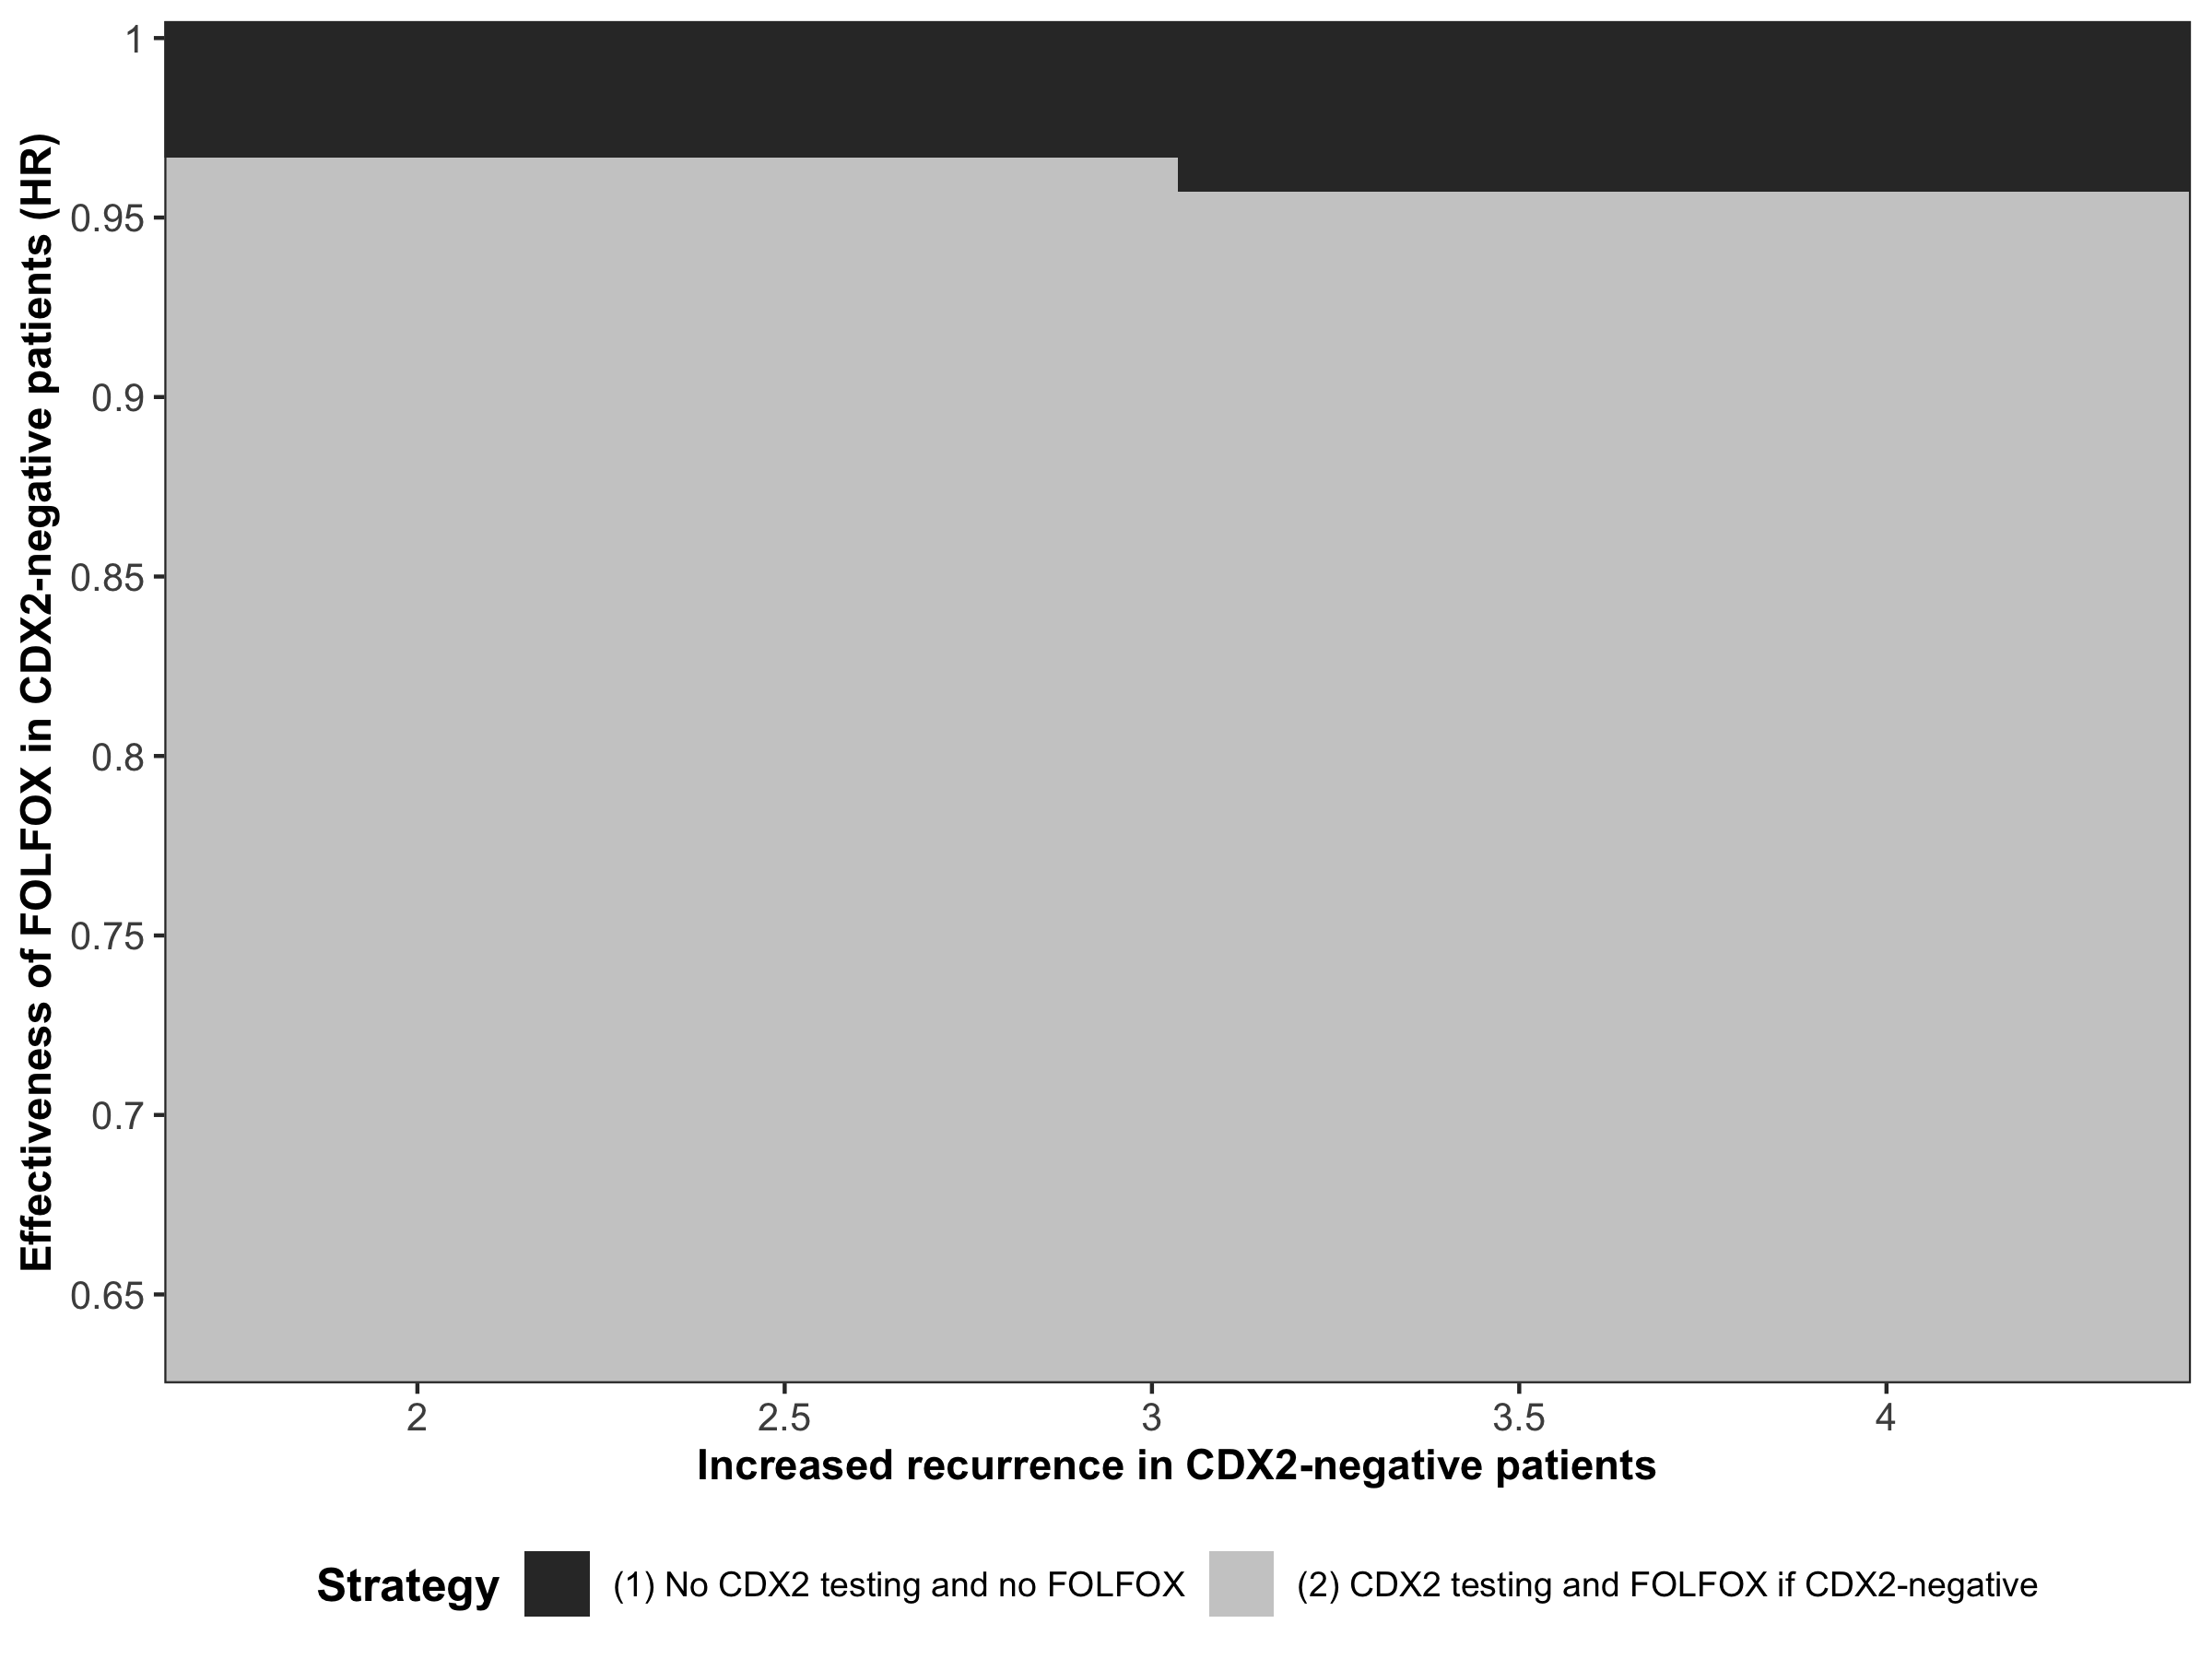 Effectiveness of FOLFOX in CDX2-negative patients (HR)
1
0.95
0.9
0.85
0.8
0.75
0.7
0.65
2 2.5 3 3.5 4
Increased recurrence in CDX2-negative patients
Strategy (1) No CDX2 testing and no FOLFOX (2) CDX2 testing and FOLFOX if CDX2-negative